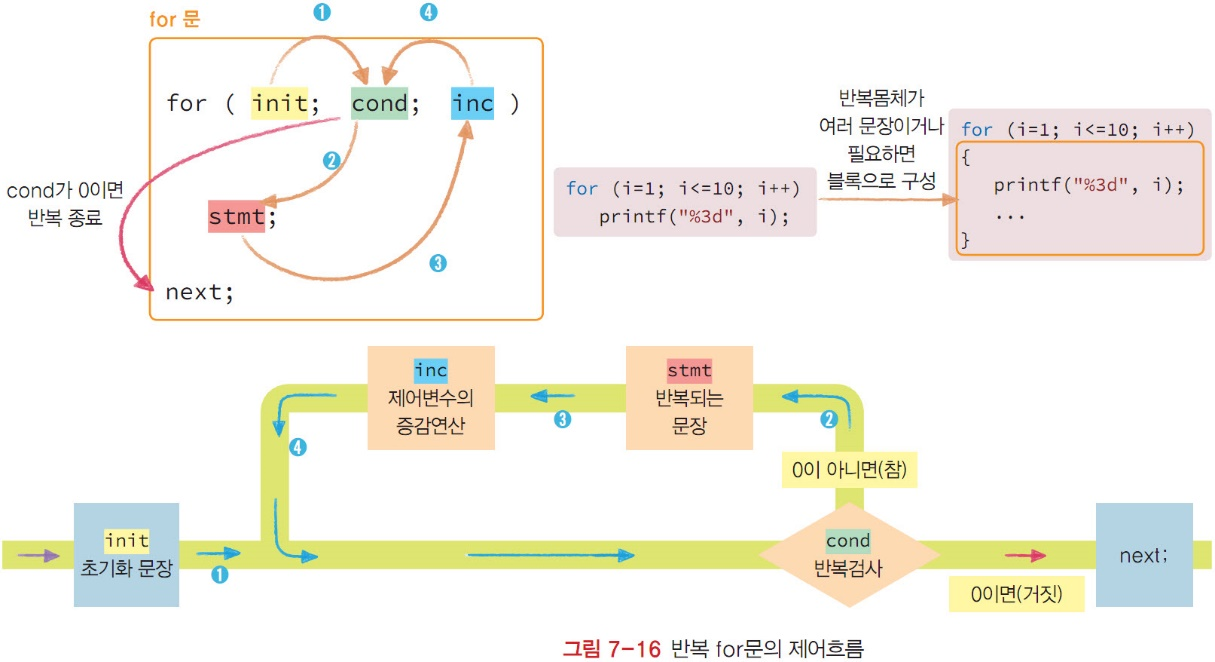 for 문
❶
❹
for ( init; cond; inc )
❷
cond가 0이면
반복 종료
stmt;
❸
next;
for (i=1; i<=10; i++)
printf("%3d", i);
반복몸체가
여러 문장이거나
필요하면
블록으로 구성
for (i=1; i<=10; i++)
{
printf("%3d", i);
...
}
inc
제어변수의
증감연산
❸
stmt
반복되는
문장
❷
❹
0이 아니면(참)
init
초기화 문장
❶
cond
반복검사
0이면(거짓)
next;
그림 7-16 반복 for문의 제어흐름